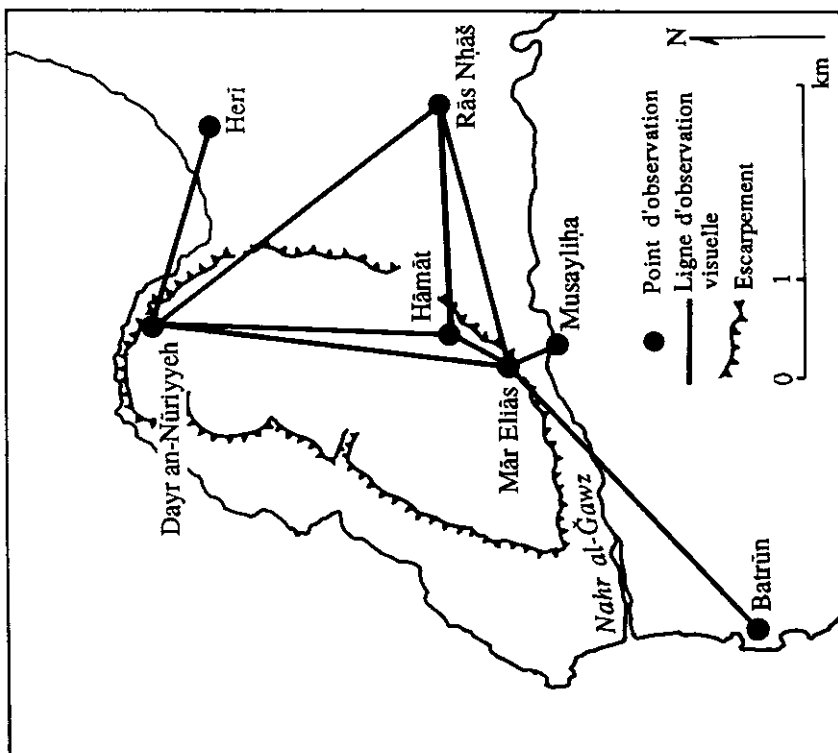 Heri
Dayr an-Nūriyyeh
Rās Nḥāš
Hâmât
Mār Eliās
Musayliḥa
Nahr al-Ǧawz
Batrūn
Point d'observation
Ligne d'observation
visuelle
Escarpement
N
0 1 km